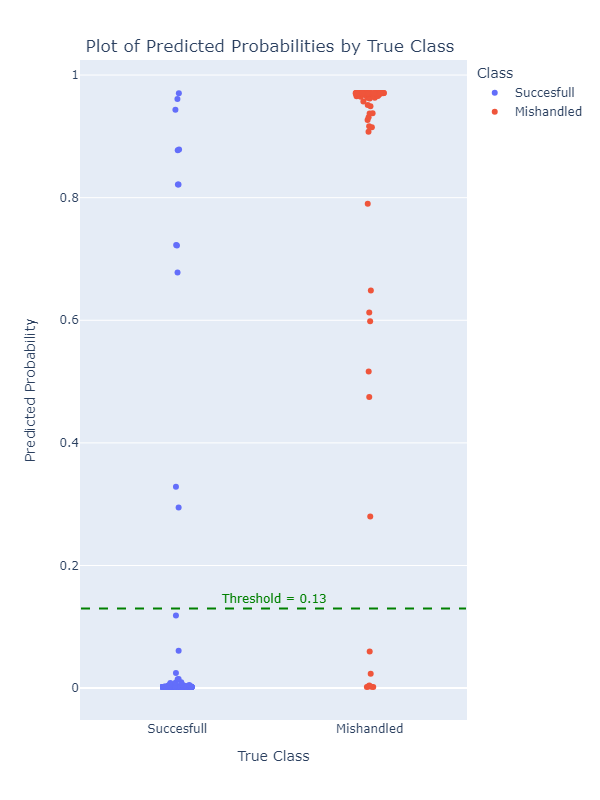 Plot of Predicted Probabilities by True Class
Class
Succesfull
Mishandled
1
0.8
0.6
0.4
0.2
0
Predicted Probability
Threshold = 0.13
Succesfull
Mishandled
True Class